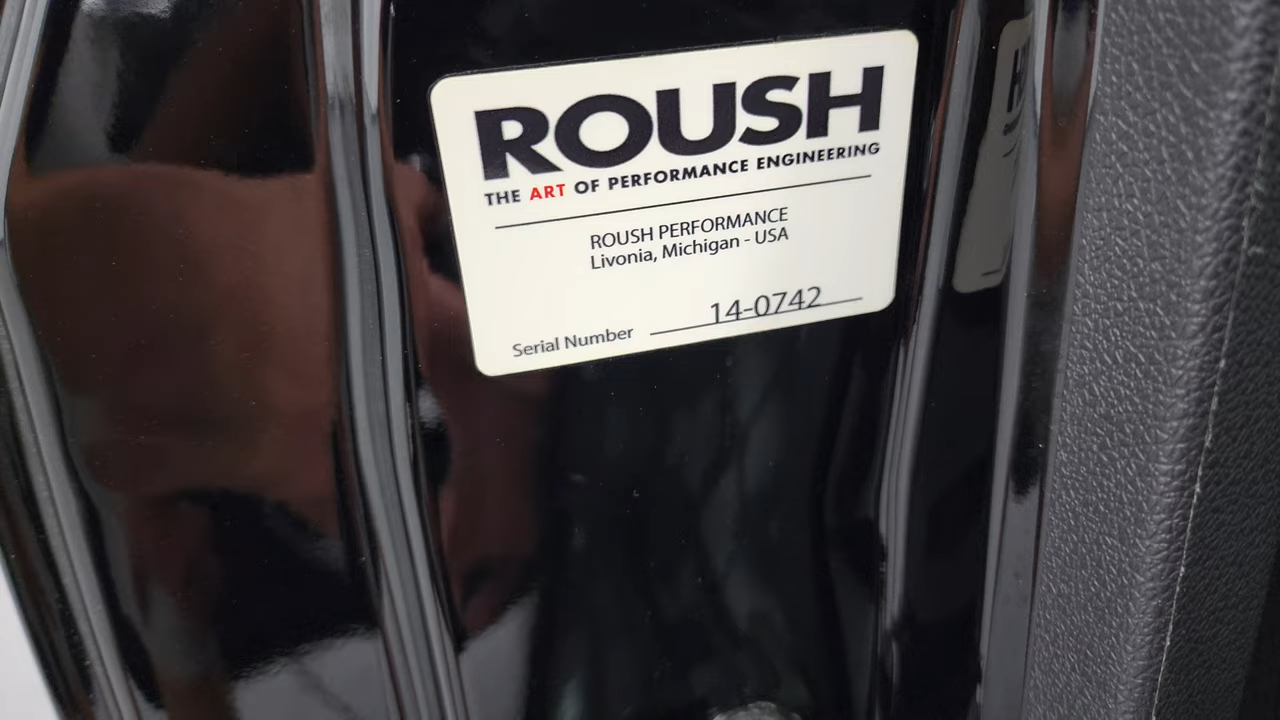 ROUSH
THE ART OF PERFORMANCE ENGINEERING
ROUSH PERFORMANCE
Livonia, Michigan - USA
Serial Number 14-0742